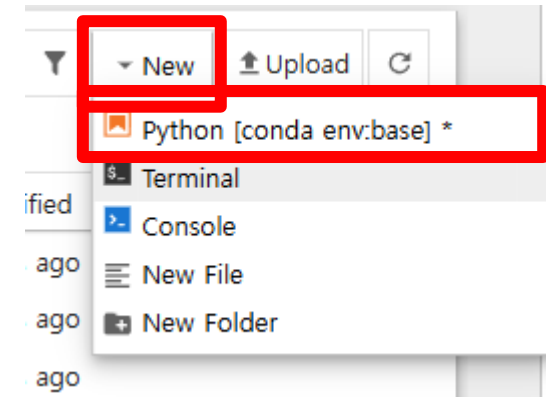 New Upload
Python [conda env:base] *
$_ Terminal
ified
Console
ago
New File
ago
New Folder
ago